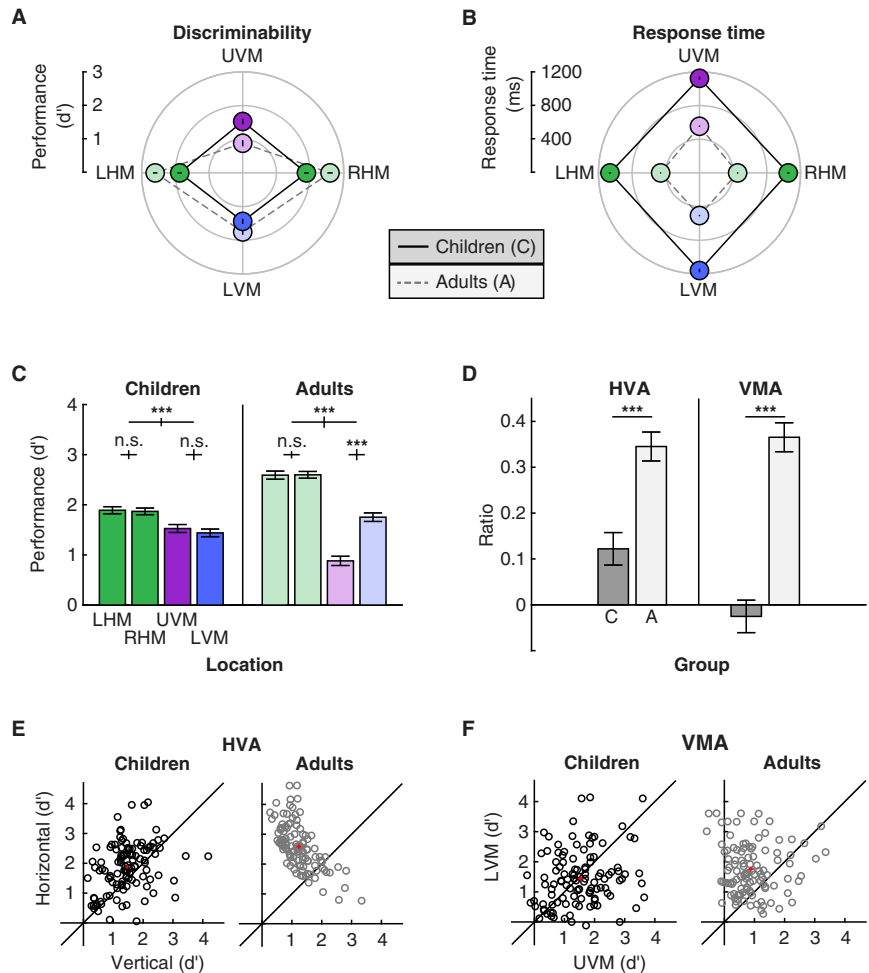 A
Discriminability
UVM
Performance
(d')
3
2
1
LHM
RHM
LVM
B
Response time
UVM
Response time
(ms)
1200
800
400
LHM
RHM
LVM
Children (C)
Adults (A)
C
Children
Adults
Performance (d')
4
3
2
1
0
***
n.s.
n.s.
***
n.s.
***
LHM
UVM
RHM
LVM
Location
D
HVA
VMA
Ratio
0.4
0.3
0.2
0.1
0
***
***
C
A
Group
E
HVA
Children
Adults
Horizontal (d')
4
3
2
1
1 2 3 4
1 2 3 4
Vertical (d')
F
VMA
Children
Adults
LVM (d')
4
3
2
1
1 2 3 4
1 2 3 4
UVM (d')